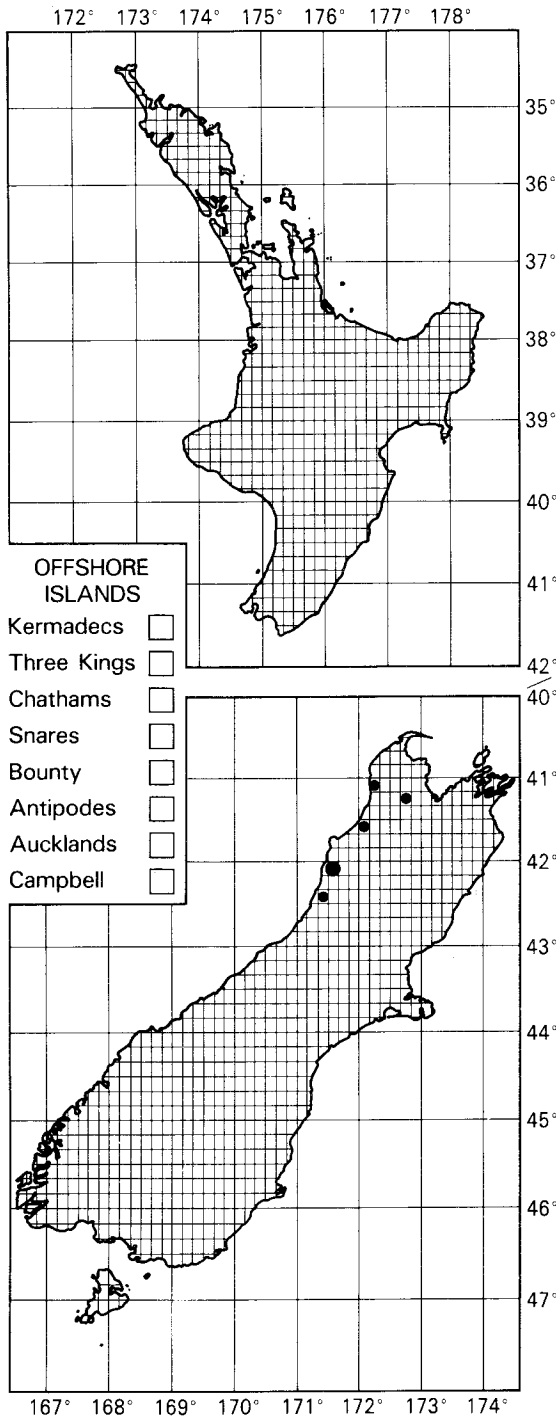 172° 173° 174° 175° 176° 177° 178°
35°
36°
37°
38°
39°
40°
41°
42°
OFFSHORE
ISLANDS
Kermadecs
Three Kings
Chathams
Snares
Bounty
Antipodes
Aucklands
Campbell
40°
41°
42°
43°
44°
45°
46°
47°
167° 168° 169° 170° 171° 172° 173° 174°